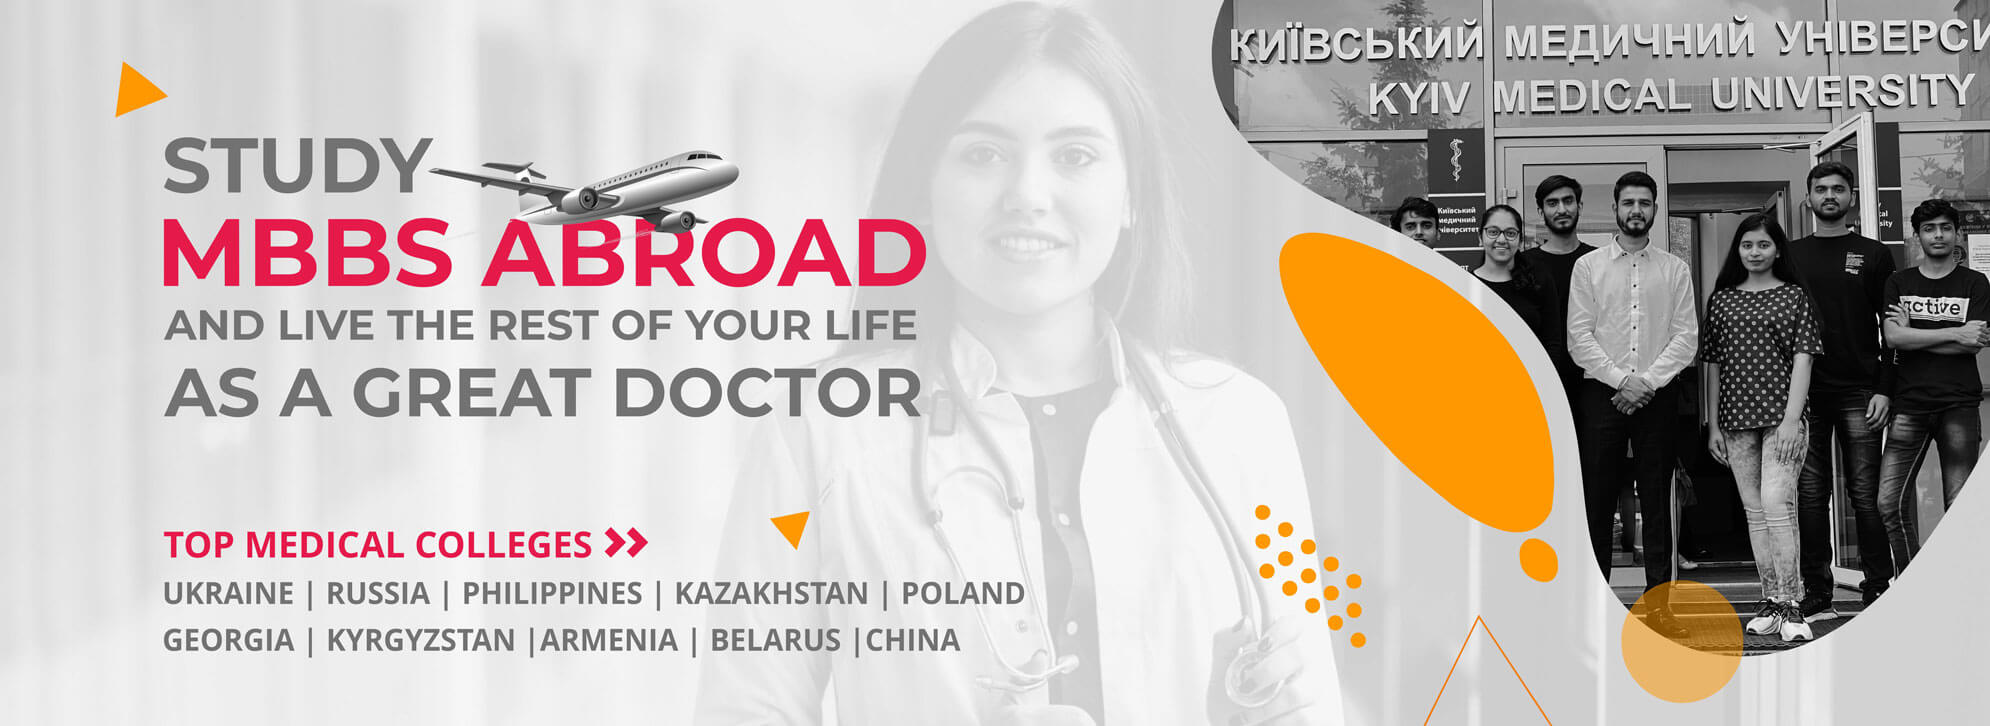 STUDY
MBBS ABROAD
AND LIVE THE REST OF YOUR LIFE
AS A GREAT DOCTOR
TOP MEDICAL COLLEGES
UKRAINE | RUSSIA | PHILIPPINES | KAZAKHSTAN | POLAND
GEORGIA | KYRGYZSTAN |ARMENIA | BELARUS |CHINA
КИЇВСЬКИЙ МЕДИЧНИЙ УНІВЕРСИ
KYIV MEDICAL UNIVERSITY
Київський
медичний
active